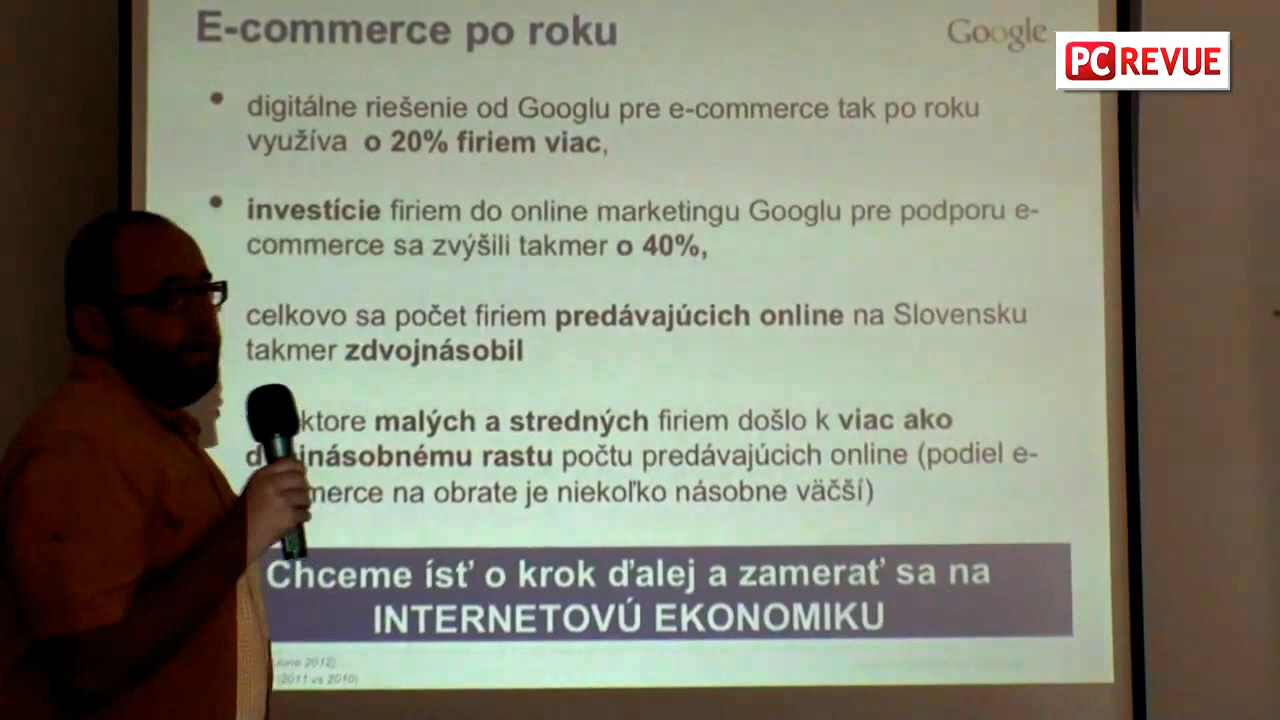 E-commerce po roku
Google
PC REVUE
• digitálne riešenie od Googlu pre e-commerce tak po roku
využíva o 20% firiem viac,
• investície firiem do online marketingu Googlu pre podporu e-
commerce sa zvýšili takmer o 40%,
celkovo sa počet firiem predávajúcich online na Slovensku
takmer zdvojnásobil
malých a stredných firiem došlo k viac ako
rastu počtu predávajúcich online (podiel e-
na obrate je niekoľko násobne väčší)
Chceme ísť o krok ďalej a zamerať sa na
INTERNETOVÚ EKONOMIKU
2012)
(2011 vs 2010)